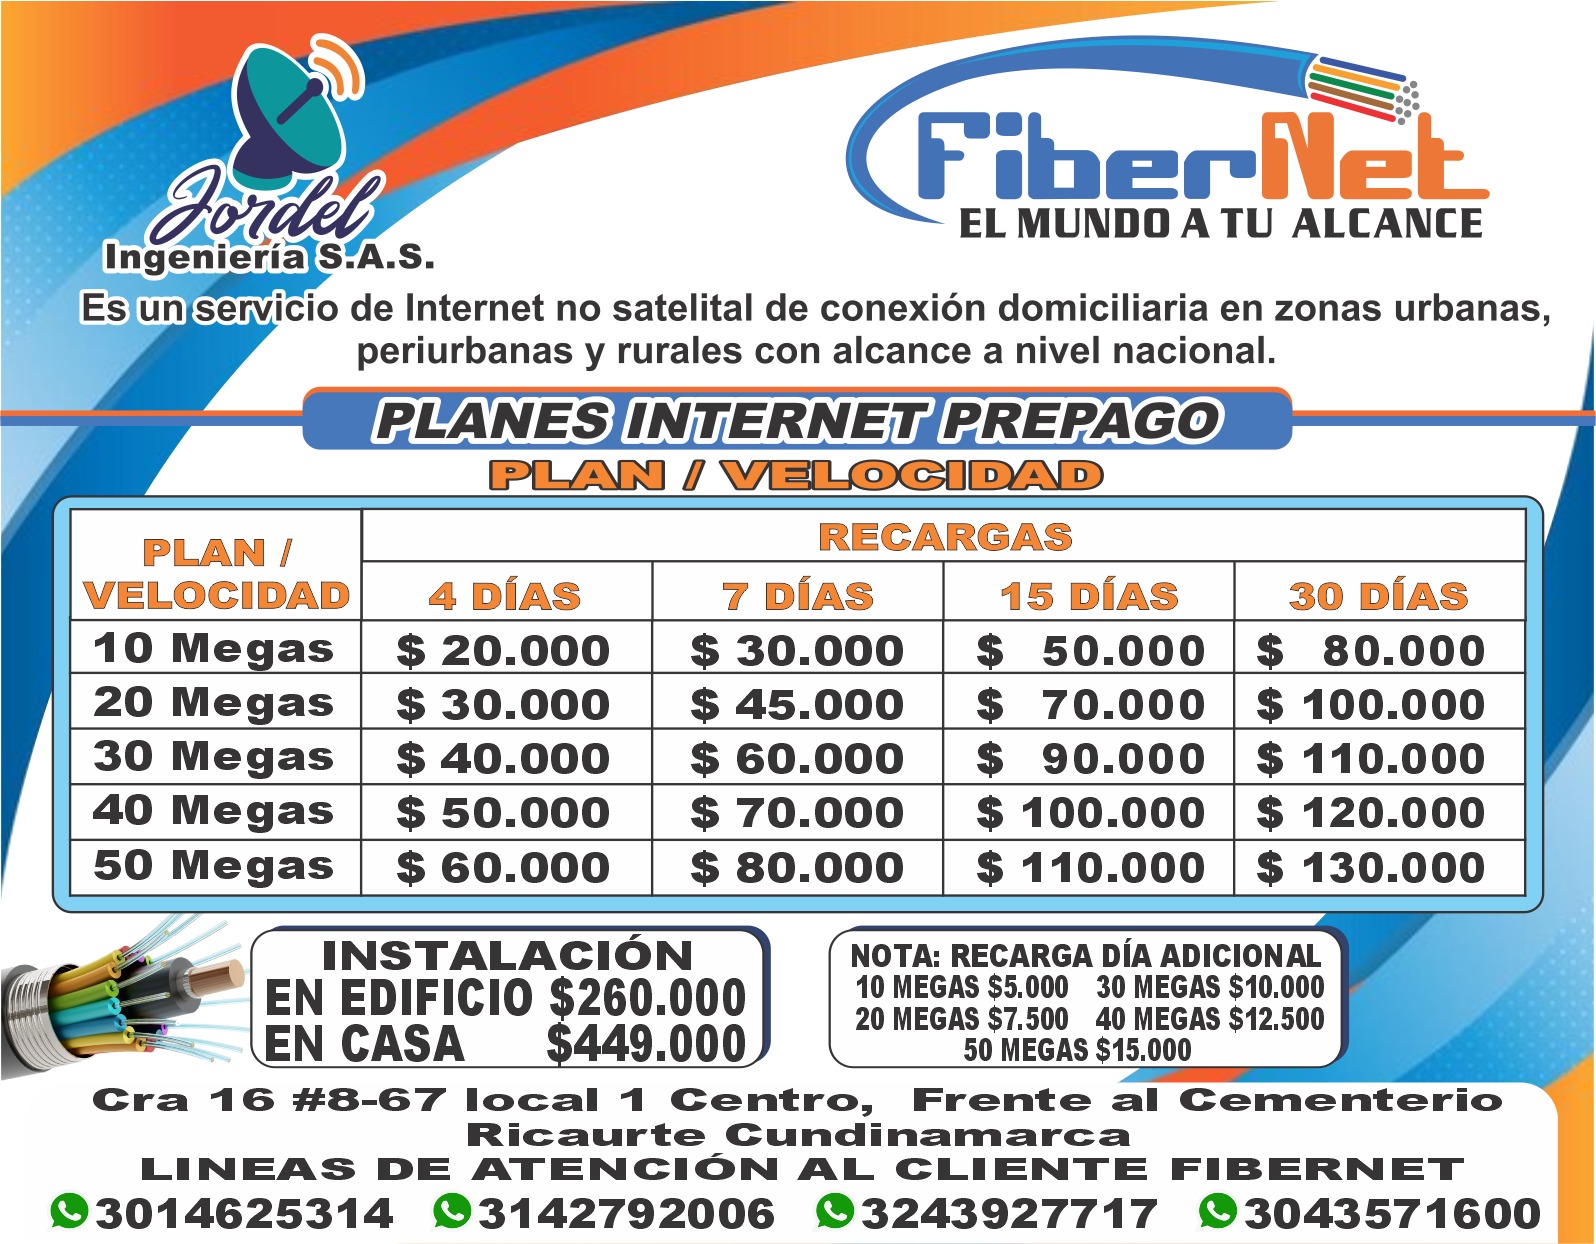 Jordel
Ingeniería S.A.S.
FiberNet
EL MUNDO A TU ALCANCE
Es un servicio de Internet no satelital de conexión domiciliaria en zonas urbanas,
periurbanas y rurales con alcance a nivel nacional.
PLANES INTERNET PREPAGO
PLAN / VELOCIDAD
PLAN /
VELOCIDAD
RECARGAS
4 DÍAS 7 DÍAS 15 DÍAS 30 DÍAS
10 Megas $ 20.000 $ 30.000 $ 50.000 $ 80.000
20 Megas $ 30.000 $ 45.000 $ 70.000 $ 100.000
30 Megas $ 40.000 $ 60.000 $ 90.000 $ 110.000
40 Megas $ 50.000 $ 70.000 $ 100.000 $ 120.000
50 Megas $ 60.000 $ 80.000 $ 110.000 $ 130.000
INSTALACIÓN
EN EDIFICIO $260.000
EN CASA $449.000
NOTA: RECARGA DÍA ADICIONAL
10 MEGAS $5.000 30 MEGAS $10.000
20 MEGAS $7.500 40 MEGAS $12.500
50 MEGAS $15.000
Cra 16 #8-67 local 1 Centro, Frente al Cementerio
Ricaurte Cundinamarca
LINEAS DE ATENCIÓN AL CLIENTE FIBERNET
3014625314 3142792006 3243927717 3043571600